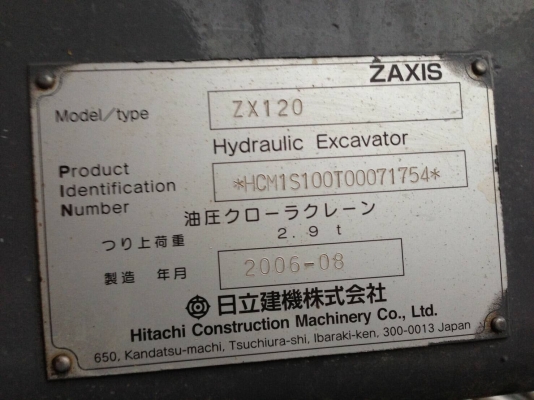 ZAXIS
Model/type ZX120
Hydraulic Excavator
Product
Identification *HCM1S100T00071754*
Number
油圧クローラクレーン
つり上荷重 2.9 t
製造 年月 2006-08
日立建機株式会社
Hitachi Construction Machinery Co., Ltd.
650, Kandatsu-machi, Tsuchiura-shi, Ibaraki-ken, 300-0013 Japan